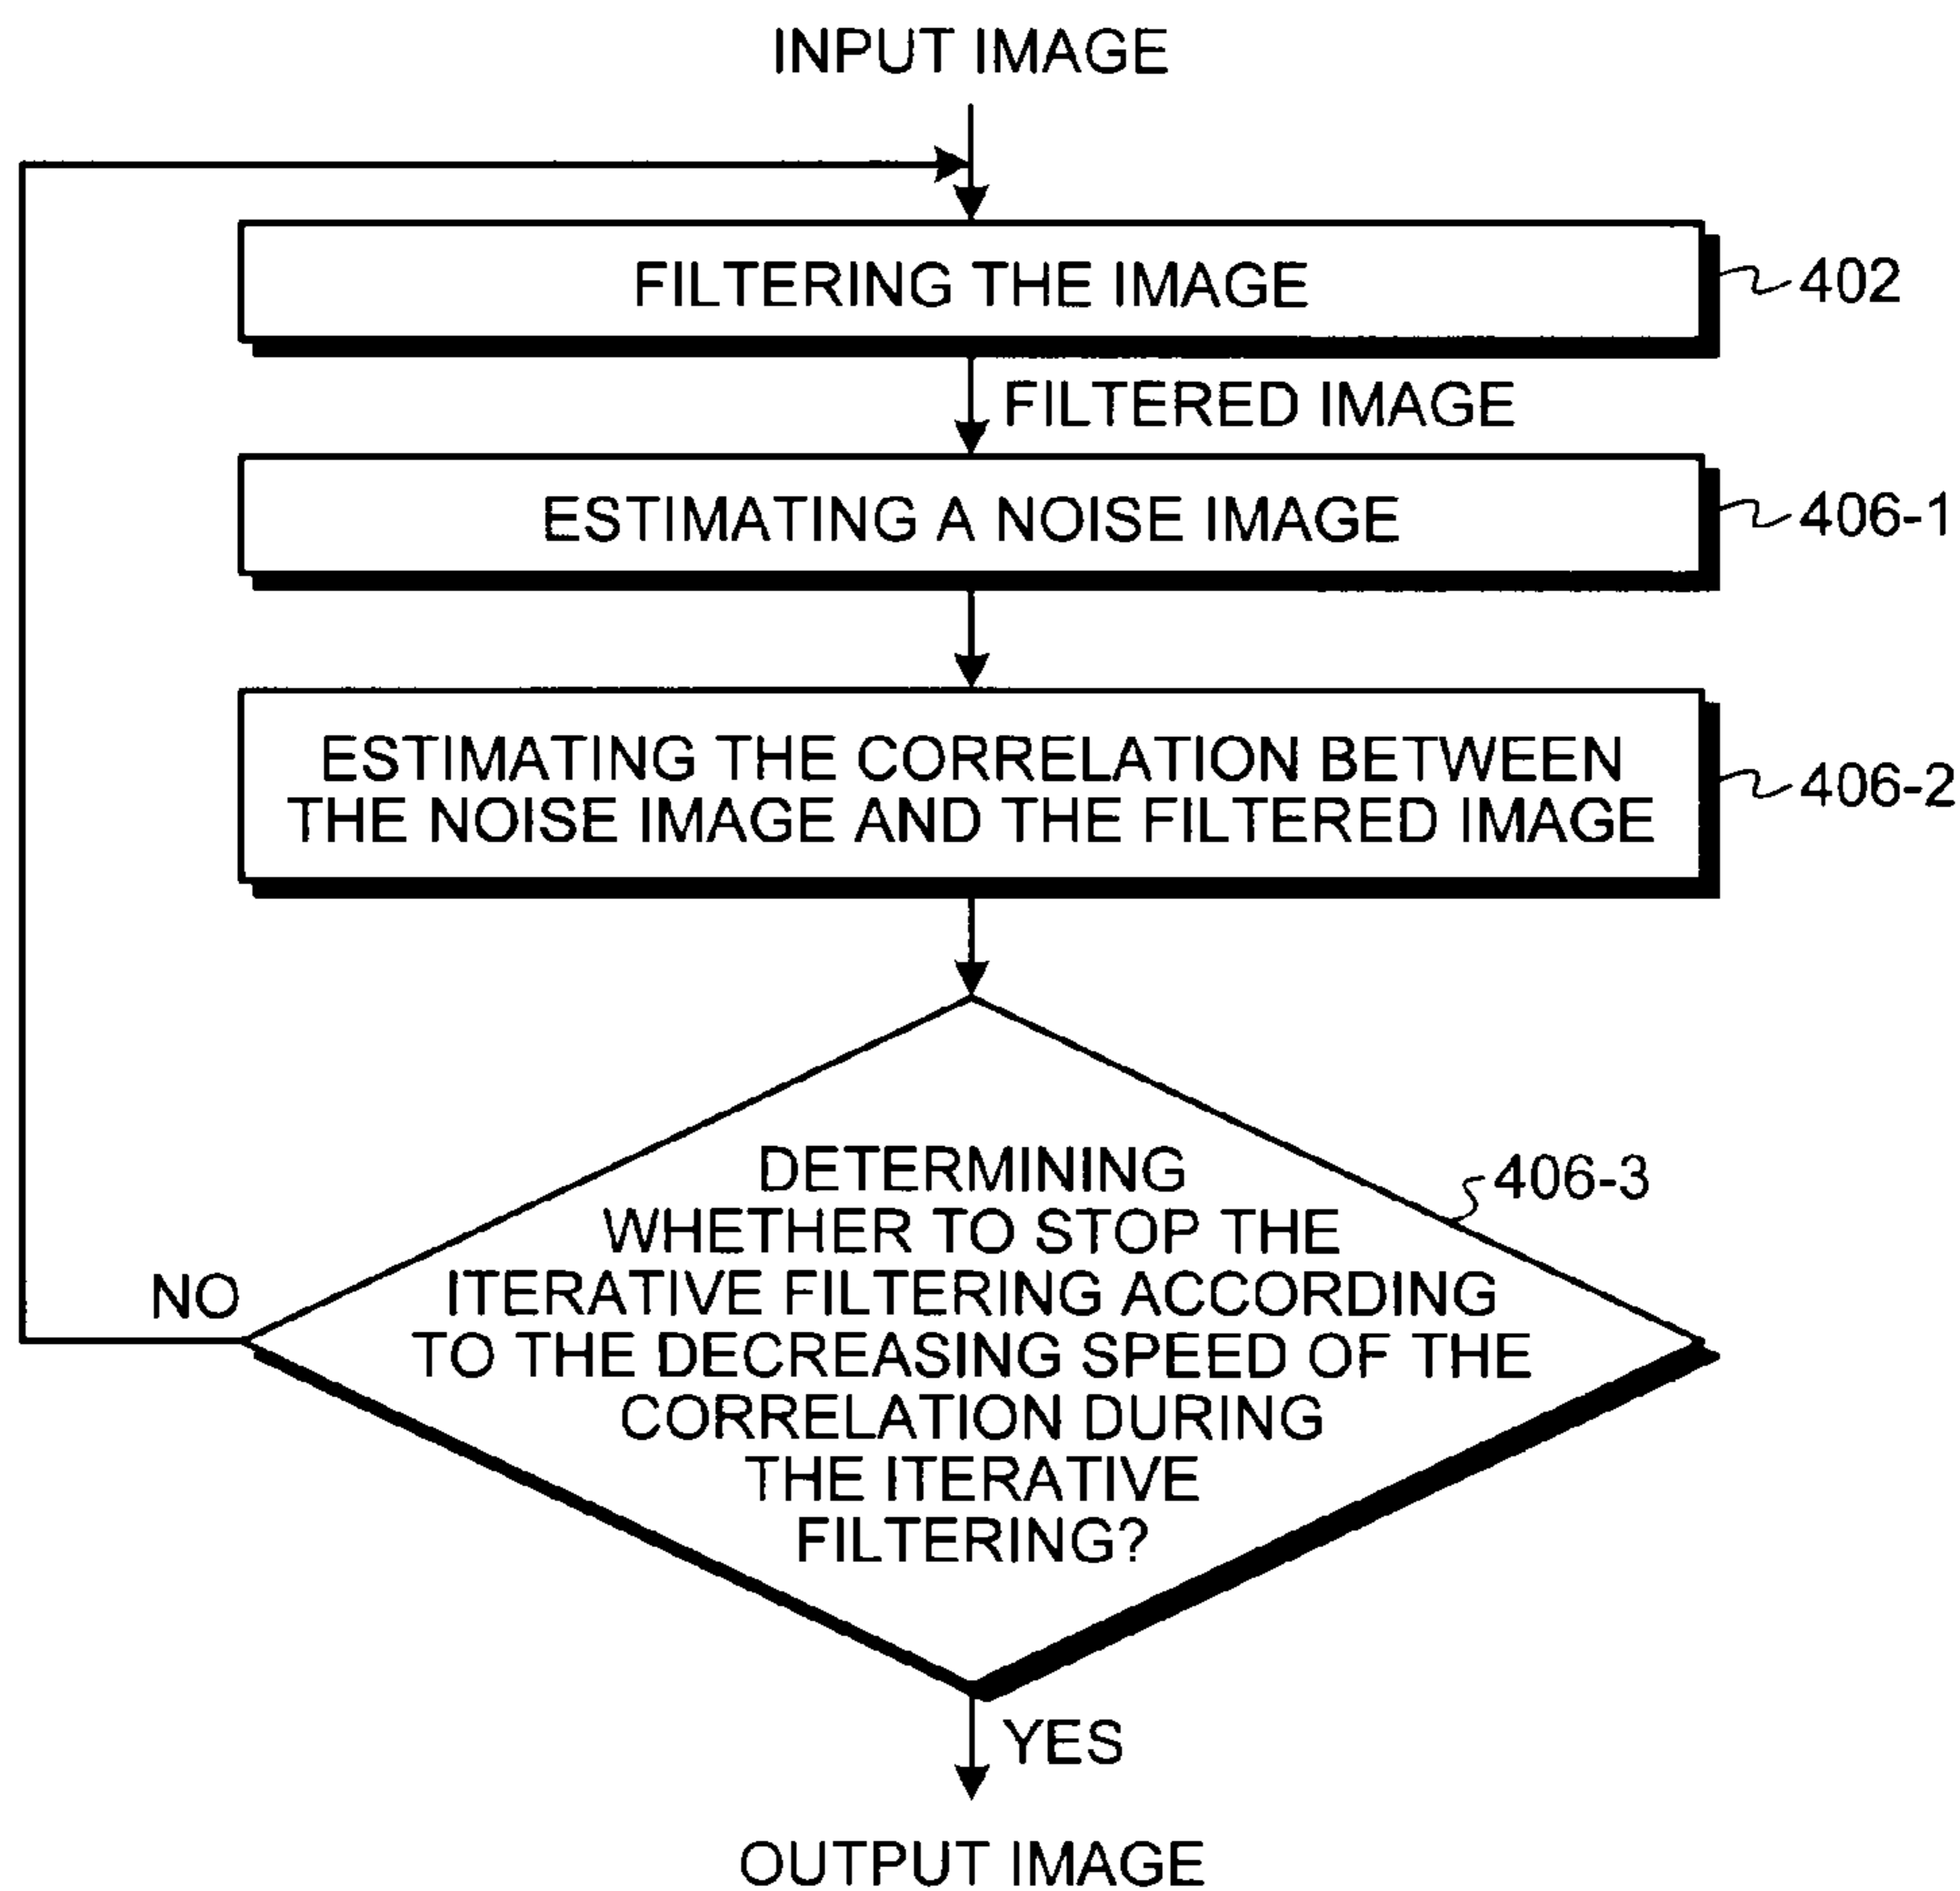 INPUT IMAGE
FILTERING THE IMAGE
402
FILTERED IMAGE
ESTIMATING A NOISE IMAGE
406-1
ESTIMATING THE CORRELATION BETWEEN
THE NOISE IMAGE AND THE FILTERED IMAGE
406-2
DETERMINING
WHETHER TO STOP THE
ITERATIVE FILTERING ACCORDING
TO THE DECREASING SPEED OF THE
CORRELATION DURING
THE ITERATIVE
FILTERING?
406-3
NO
YES
OUTPUT IMAGE